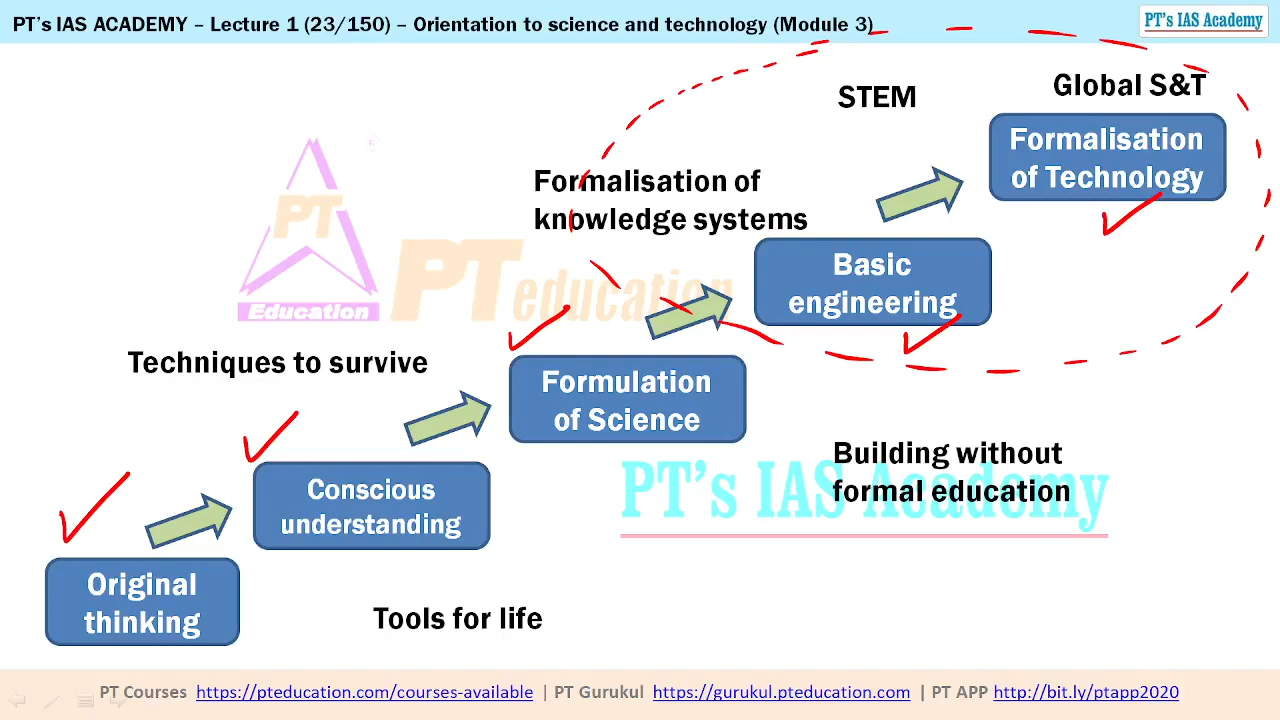 PT's IAS ACADEMY – Lecture 1 (23/150) – Orientation to science and technology (Module 3)
PT's IAS Academy
STEM
Global S&T
Formalisation
of Technology
Formalisation of
knowledge systems
PT
Education
PT education
Basic
engineering
Techniques to survive
Formulation
of Science
Building without
formal education
PT's IAS Academy
Conscious
understanding
Original
thinking
Tools for life
PT Courses https://pteducation.com/courses-available | PT Gurukul https://gurukul.pteducation.com | PT APP http://bit.ly/ptapp2020